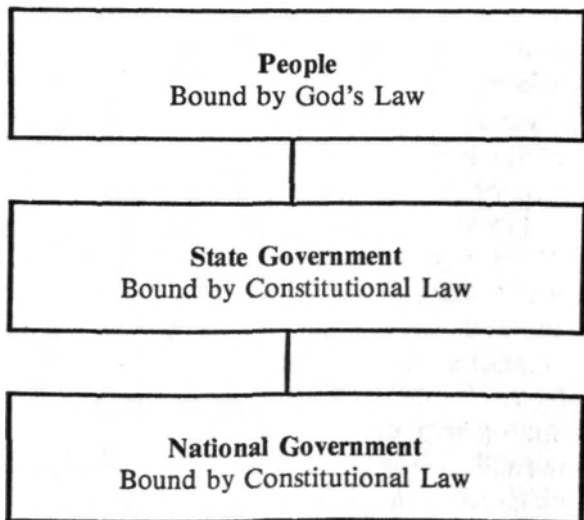 People
Bound by God's Law
State Government
Bound by Constitutional Law
National Government
Bound by Constitutional Law